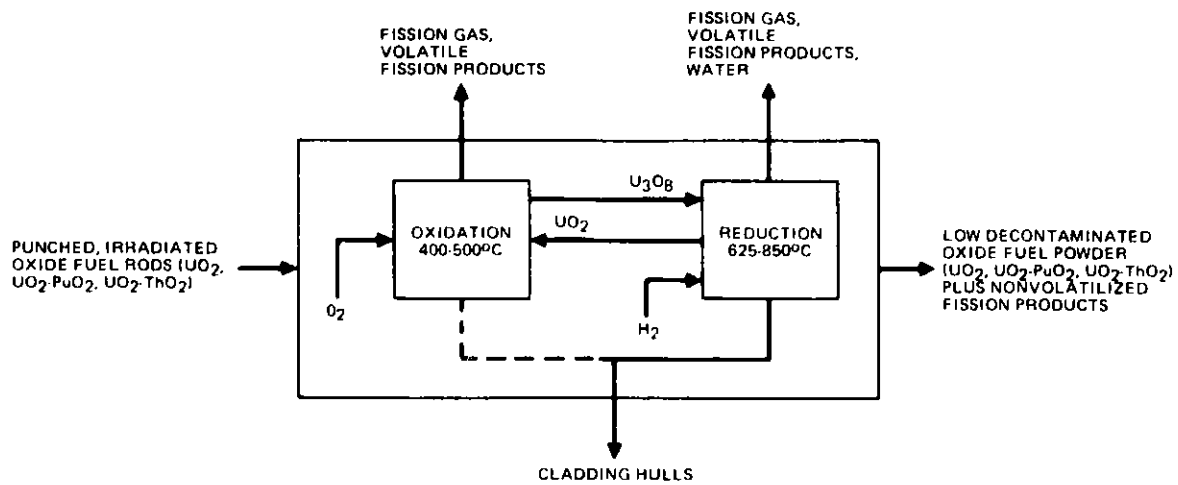 FISSION GAS,
VOLATILE
FISSION PRODUCTS
FISSION GAS,
VOLATILE
FISSION PRODUCTS,
WATER
PUNCHED, IRRADIATED
OXIDE FUEL RODS (UO2,
UO2-PuO2, UO2-ThO2)
O2
OXIDATION
400-500°C
U3O8
UO2
H2
REDUCTION
625-850°C
LOW DECONTAMINATED
OXIDE FUEL POWDER
(UO2, UO2-PuO2, UO2-ThO2)
PLUS NONVOLATILIZED
FISSION PRODUCTS
CLADDING HULLS